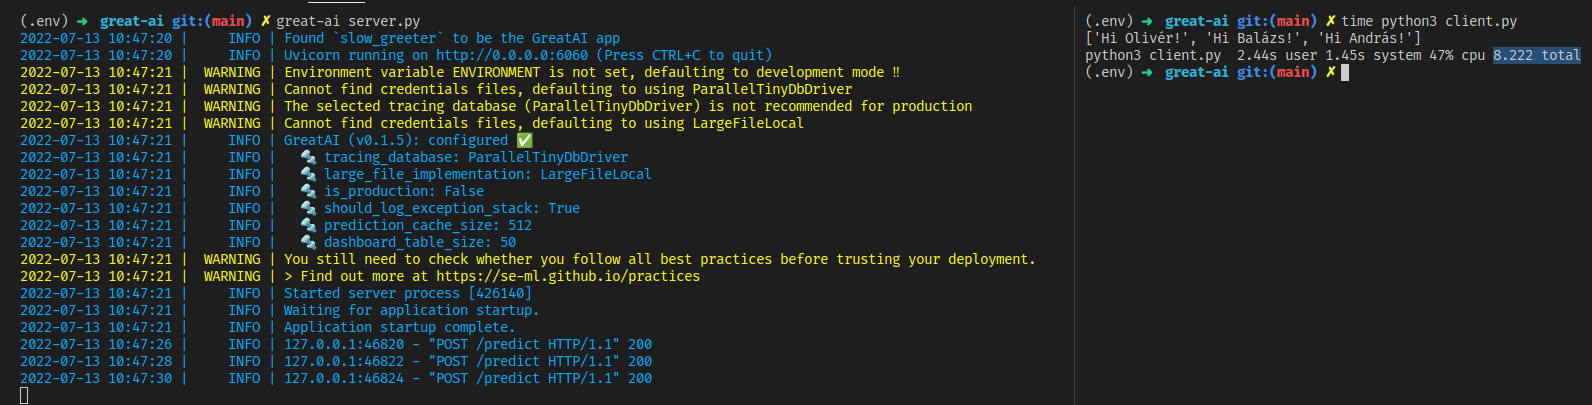 (.env) ➜ great-ai git:(main) ✗ great-ai server.py
2022-07-13 10:47:20 | INFO | Found `slow_greeter` to be the GreatAI app
2022-07-13 10:47:20 | INFO | Uvicorn running on http://0.0.0.0:6060 (Press CTRL+C to quit)
2022-07-13 10:47:21 | WARNING | Environment variable ENVIRONMENT is not set, defaulting to development mode ‼
2022-07-13 10:47:21 | WARNING | Cannot find credentials files, defaulting to using ParallelTinyDbDriver
2022-07-13 10:47:21 | WARNING | The selected tracing database (ParallelTinyDbDriver) is not recommended for production
2022-07-13 10:47:21 | WARNING | Cannot find credentials files, defaulting to using LargeFileLocal
2022-07-13 10:47:21 | INFO | GreatAI (v0.1.5): configured ✅
2022-07-13 10:47:21 | INFO | 🔩 tracing_database: ParallelTinyDbDriver
2022-07-13 10:47:21 | INFO | 🔩 large_file_implementation: LargeFileLocal
2022-07-13 10:47:21 | INFO | 🔩 is_production: False
2022-07-13 10:47:21 | INFO | 🔩 should_log_exception_stack: True
2022-07-13 10:47:21 | INFO | 🔩 prediction_cache_size: 512
2022-07-13 10:47:21 | INFO | 🔩 dashboard_table_size: 50
2022-07-13 10:47:21 | WARNING | You still need to check whether you follow all best practices before trusting your deployment.
2022-07-13 10:47:21 | WARNING | > Find out more at https://se-ml.github.io/practices
2022-07-13 10:47:21 | INFO | Started server process [426140]
2022-07-13 10:47:21 | INFO | Waiting for application startup.
2022-07-13 10:47:21 | INFO | Application startup complete.
2022-07-13 10:47:26 | INFO | 127.0.0.1:46820 - "POST /predict HTTP/1.1" 200
2022-07-13 10:47:28 | INFO | 127.0.0.1:46822 - "POST /predict HTTP/1.1" 200
2022-07-13 10:47:30 | INFO | 127.0.0.1:46824 - "POST /predict HTTP/1.1" 200
(.env) ➜ great-ai git:(main) ✗ time python3 client.py
['Hi Olivér!', 'Hi Balázs!', 'Hi András!']
python3 client.py 2.44s user 1.45s system 47% cpu 8.222 total
(.env) ➜ great-ai git:(main) ✗